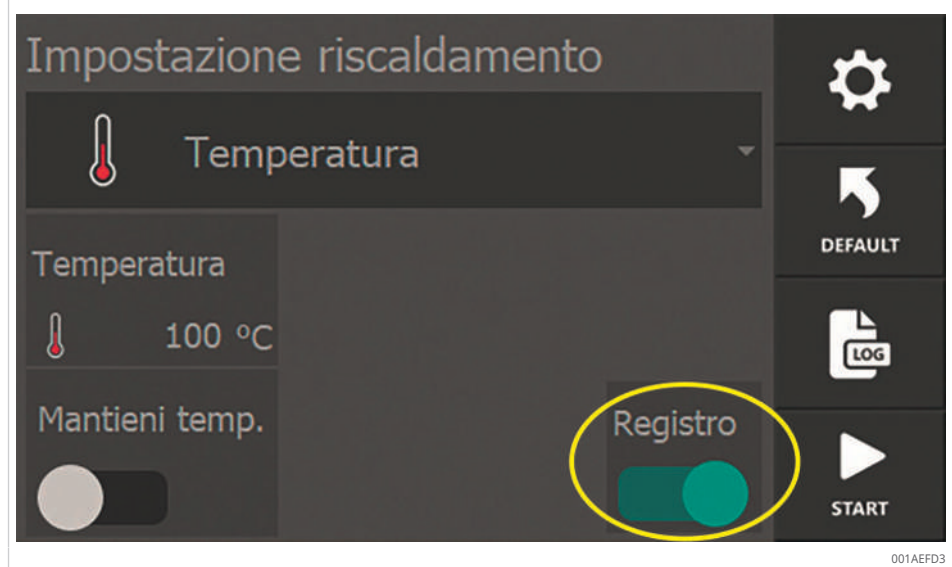 Impostazione riscaldamento
Temperatura
DEFAULT
Temperatura
100 °C
LOG
Mantieni temp.
Registro
START
001AEFD3